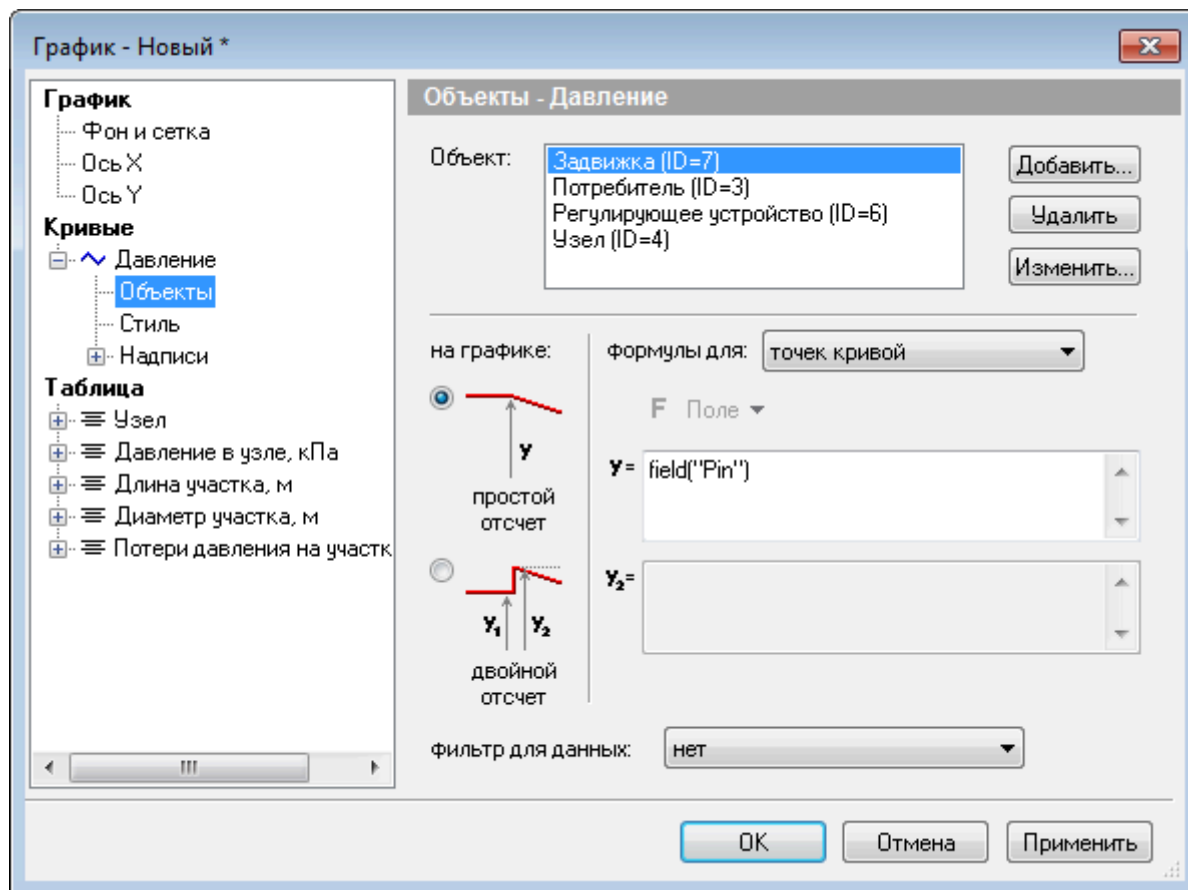 График - Новый *
График
Фон и сетка
Ось X
Ось Y
Кривые
Давление
Объекты
Стиль
Надписи
Таблица
Узел
Давление в узле, кПа
Длина участка, м
Диаметр участка, м
Потери давления на участк
Объекты - Давление
Объект:
Задвижка (ID=7)
Потребитель (ID=3)
Регулирующее устройство (ID=6)
Узел (ID=4)
Добавить...
Удалить
Изменить...
на графике:
y
простой
отсчет
y₁ y₂
двойной
отсчет
формулы для: точек кривой
F Поле
y= field("Pin")
y₂=
фильтр для данных: нет
OK Отмена Применить